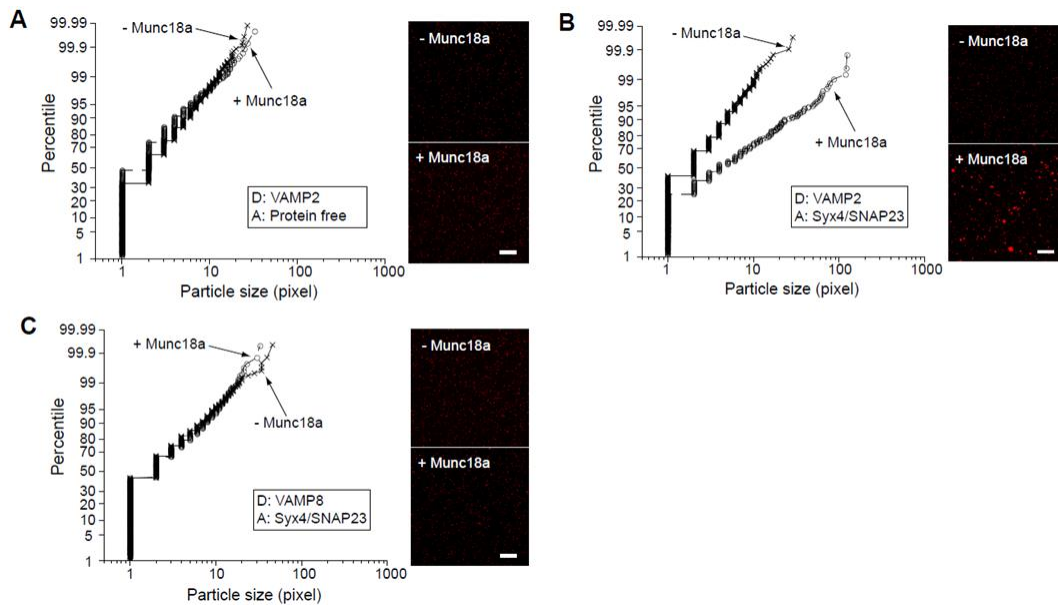 A
99.99
99.9
99
95
90
80
70
50
30
20
10
5
1
Percentile
- Munc18a
+ Munc18a
D: VAMP2
A: Protein free
1
10
100
1000
Particle size (pixel)
- Munc18a
+ Munc18a
B
99.99
99.9
99
95
90
80
70
50
30
20
10
5
1
Percentile
- Munc18a
+ Munc18a
D: VAMP2
A: Syx4/SNAP23
1
10
100
1000
Particle size (pixel)
- Munc18a
+ Munc18a
C
99.99
99.9
99
95
90
80
70
50
30
20
10
5
1
Percentile
+ Munc18a
- Munc18a
D: VAMP8
A: Syx4/SNAP23
1
10
100
1000
Particle size (pixel)
- Munc18a
+ Munc18a